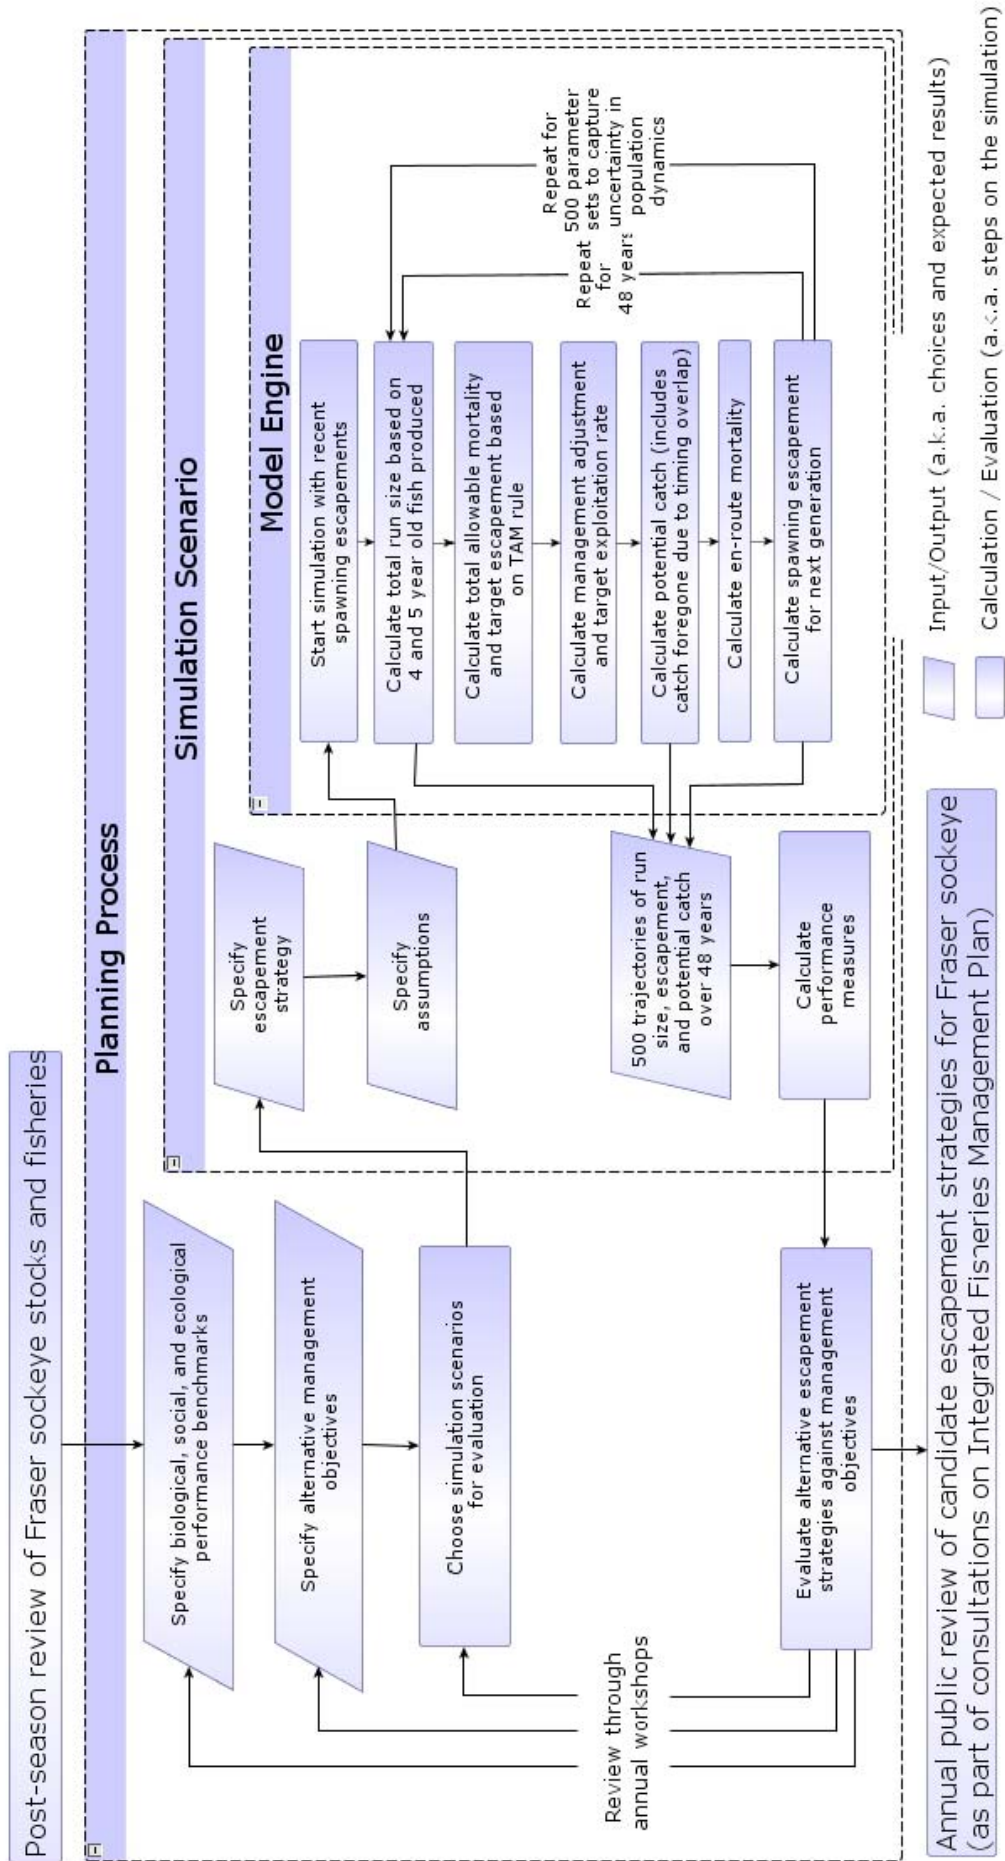 Post-season review of Fraser sockeye stocks and fisheries
Planning Process
Specify biological, social, and ecological
performance benchmarks
Specify alternative management
objectives
Choose simulation scenarios
for evaluation
Review through
annual workshops
Evaluate alternative escapement
strategies against management
objectives
Simulation Scenario
Specify
escapement
strategy
Specify
assumptions
500 trajectories of run
size, escapement,
and potential catch
over 48 years
Calculate
performance
measures
Model Engine
Start simulation with recent
spawning escapements
Calculate total run size based on
4 and 5 year old fish produced
Calculate total allowable mortality
and target escapement based
on TAM rule
Calculate management adjustment
and target exploitation rate
Calculate potential catch (includes
catch foregone due to timing overlap)
Calculate en-route mortality
Calculate spawning escapement
for next generation
Repeat
for
48 years
Repeat for
500 parameter
sets to capture
uncertainty in
population
dynamics
Annual public review of candidate escapement strategies for Fraser sockeye
(as part of consultations on Integrated Fisheries Management Plan)
Input/Output (a.k.a. choices and expected results)
Calculation / Evaluation (a.k.a. steps on the simulation)